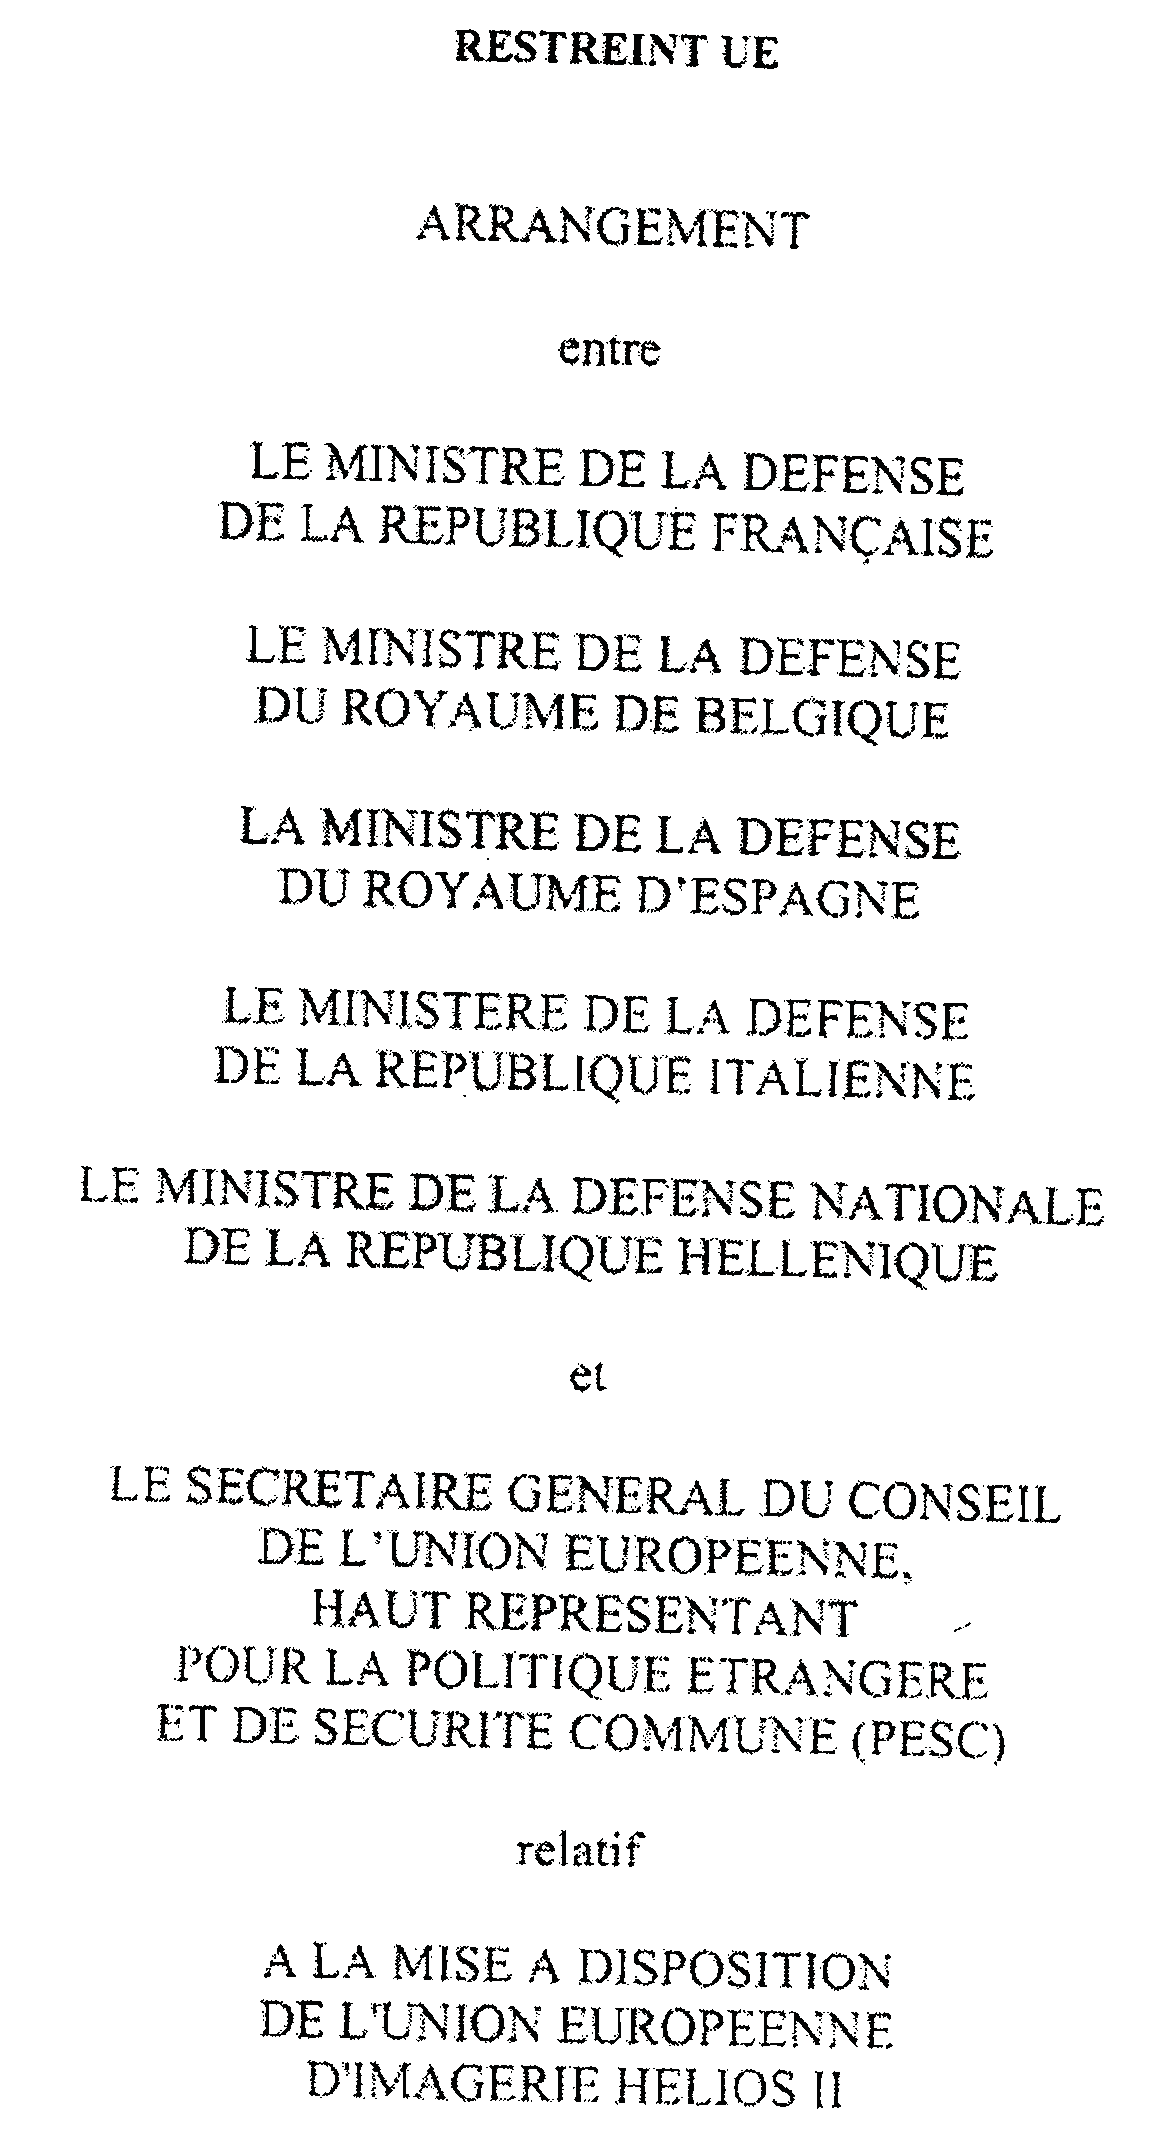 RESTREINT UE
ARRANGEMENT
entre
LE MINISTRE DE LA DEFENSE
DE LA REPUBLIQUE FRANÇAISE
LE MINISTRE DE LA DEFENSE
DU ROYAUME DE BELGIQUE
LA MINISTRE DE LA DEFENSE
DU ROYAUME D'ESPAGNE
LE MINISTERE DE LA DEFENSE
DE LA REPUBLIQUE ITALIENNE
LE MINISTRE DE LA DEFENSE NATIONALE
DE LA REPUBLIQUE HELLENIQUE
et
LE SECRETAIRE GENERAL DU CONSEIL
DE L'UNION EUROPEENNE,
HAUT REPRESENTANT
POUR LA POLITIQUE ETRANGERE
ET DE SECURITE COMMUNE (PESC)
relatif
A LA MISE A DISPOSITION
DE L'UNION EUROPEENNE
D'IMAGERIE HELIOS II